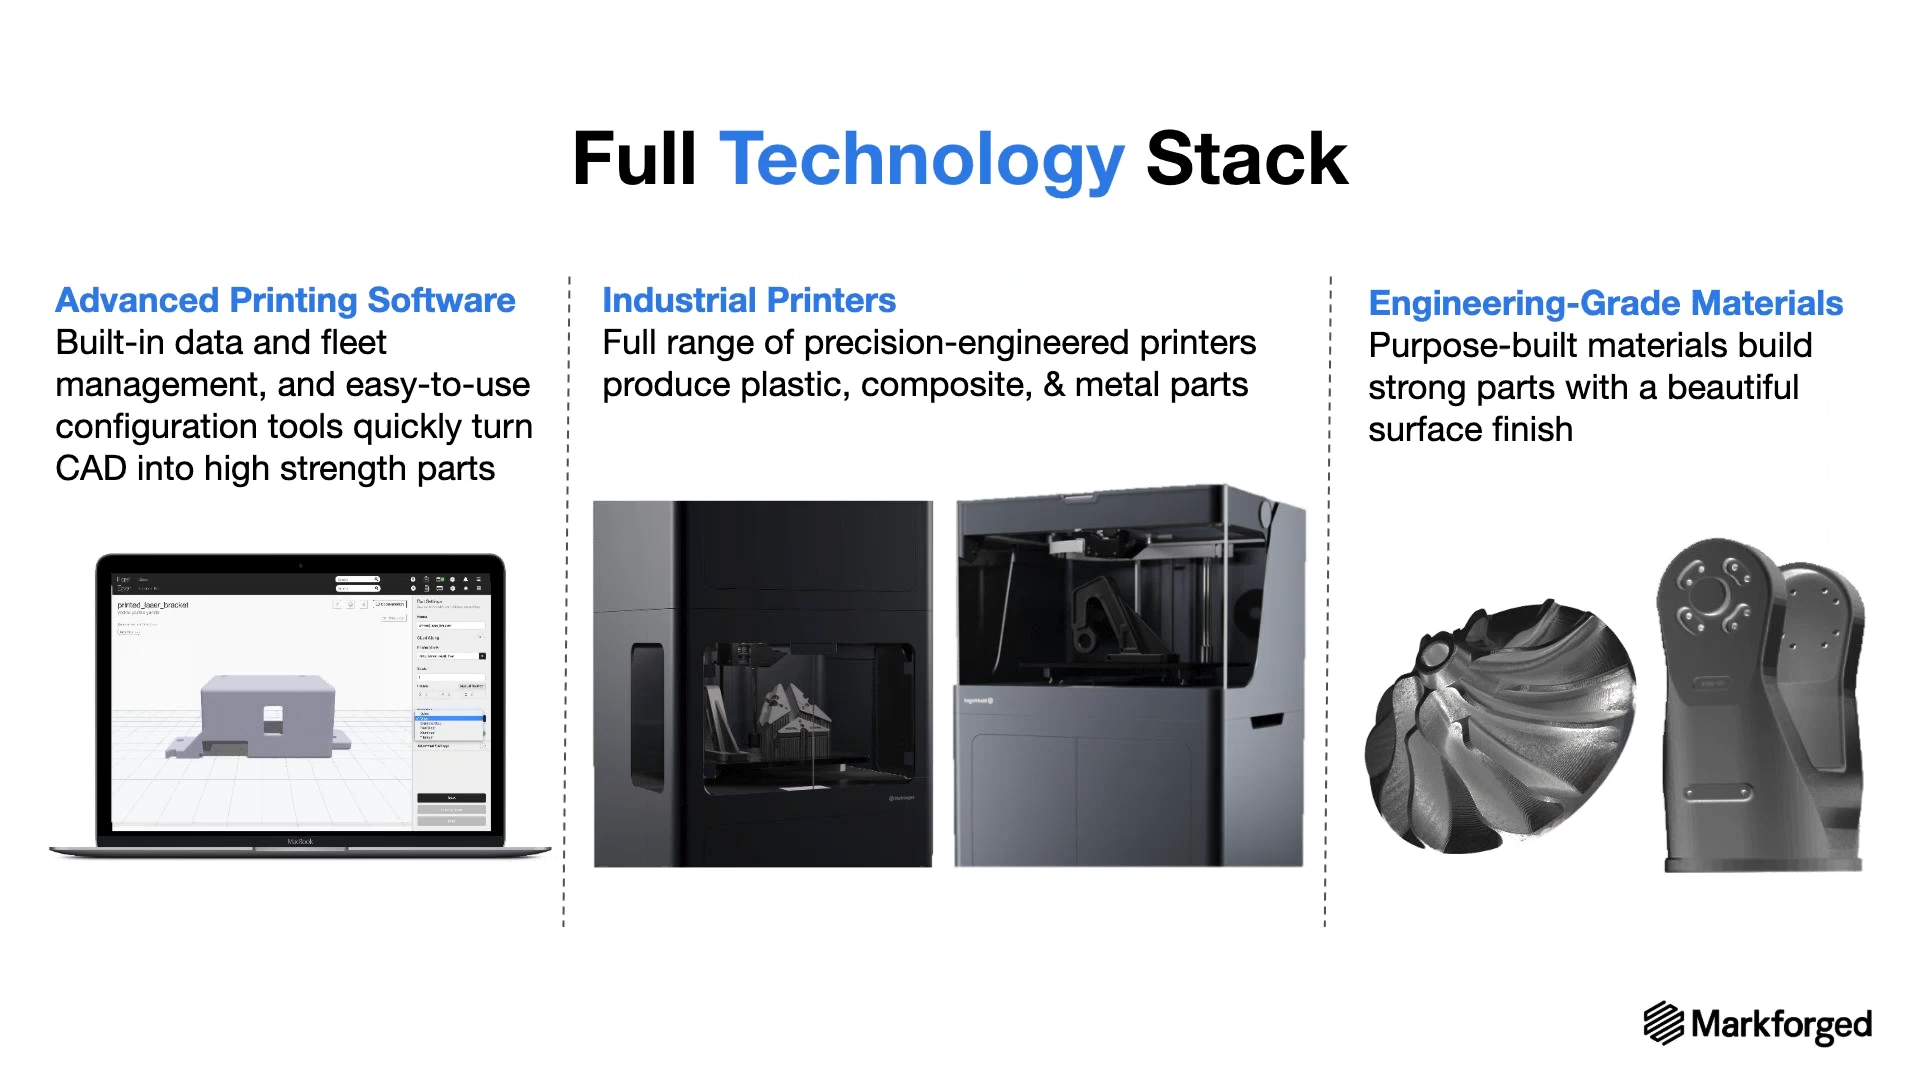 Full Technology Stack
Advanced Printing Software
Built-in data and fleet
management, and easy-to-use
configuration tools quickly turn
CAD into high strength parts
printed_laser_bracket
MacBook
Industrial Printers
Full range of precision-engineered printers
produce plastic, composite, & metal parts
Markforged
Engineering-Grade Materials
Purpose-built materials build
strong parts with a beautiful
surface finish
Markforged